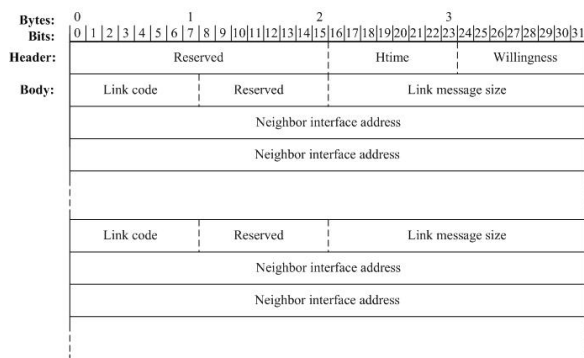 Bytes: 0 1 2 3
Bits: 0 1 2 3 4 5 6 7 8 9 10 11 12 13 14 15 16 17 18 19 20 21 22 23 24 25 26 27 28 29 30 31
Header: Reserved Htime Willingness
Body: Link code Reserved Link message size
Neighbor interface address
Neighbor interface address
Link code Reserved Link message size
Neighbor interface address
Neighbor interface address